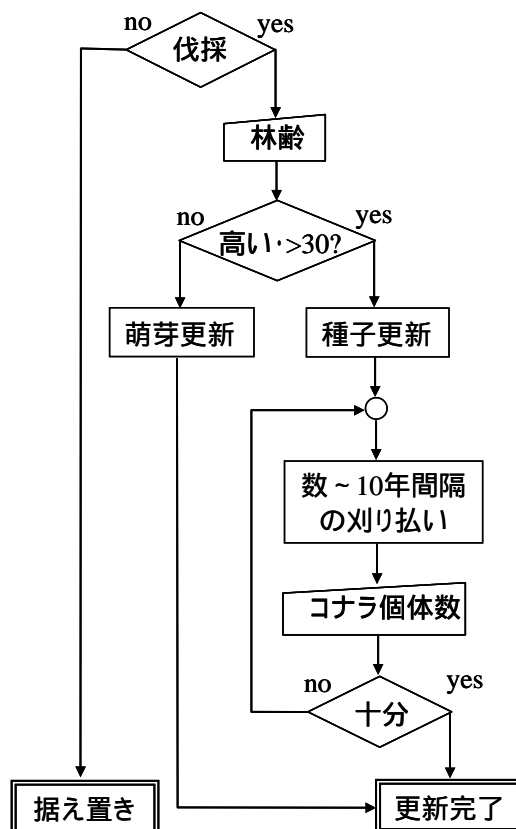 no
yes
伐採
林齢
no
yes
高い・>30?
萌芽更新
種子更新
数~10年間隔
の刈り払い
コナラ個体数
no
yes
十分
据え置き
更新完了